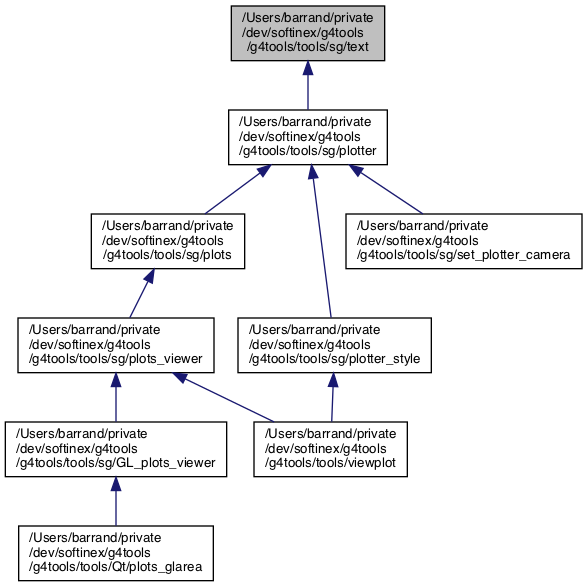 /Users/barrand/private
/dev/softinex/g4tools
/g4tools/tools/sg/text
/Users/barrand/private
/dev/softinex/g4tools
/g4tools/tools/sg/plotter
/Users/barrand/private
/dev/softinex/g4tools
/g4tools/tools/sg/plots
/Users/barrand/private
/dev/softinex/g4tools
/g4tools/tools/sg/set_plotter_camera
/Users/barrand/private
/dev/softinex/g4tools
/g4tools/tools/sg/plots_viewer
/Users/barrand/private
/dev/softinex/g4tools
/g4tools/tools/sg/plotter_style
/Users/barrand/private
/dev/softinex/g4tools
/g4tools/tools/sg/GL_plots_viewer
/Users/barrand/private
/dev/softinex/g4tools
/g4tools/tools/viewplot
/Users/barrand/private
/dev/softinex/g4tools
/g4tools/tools/Qt/plots_glarea